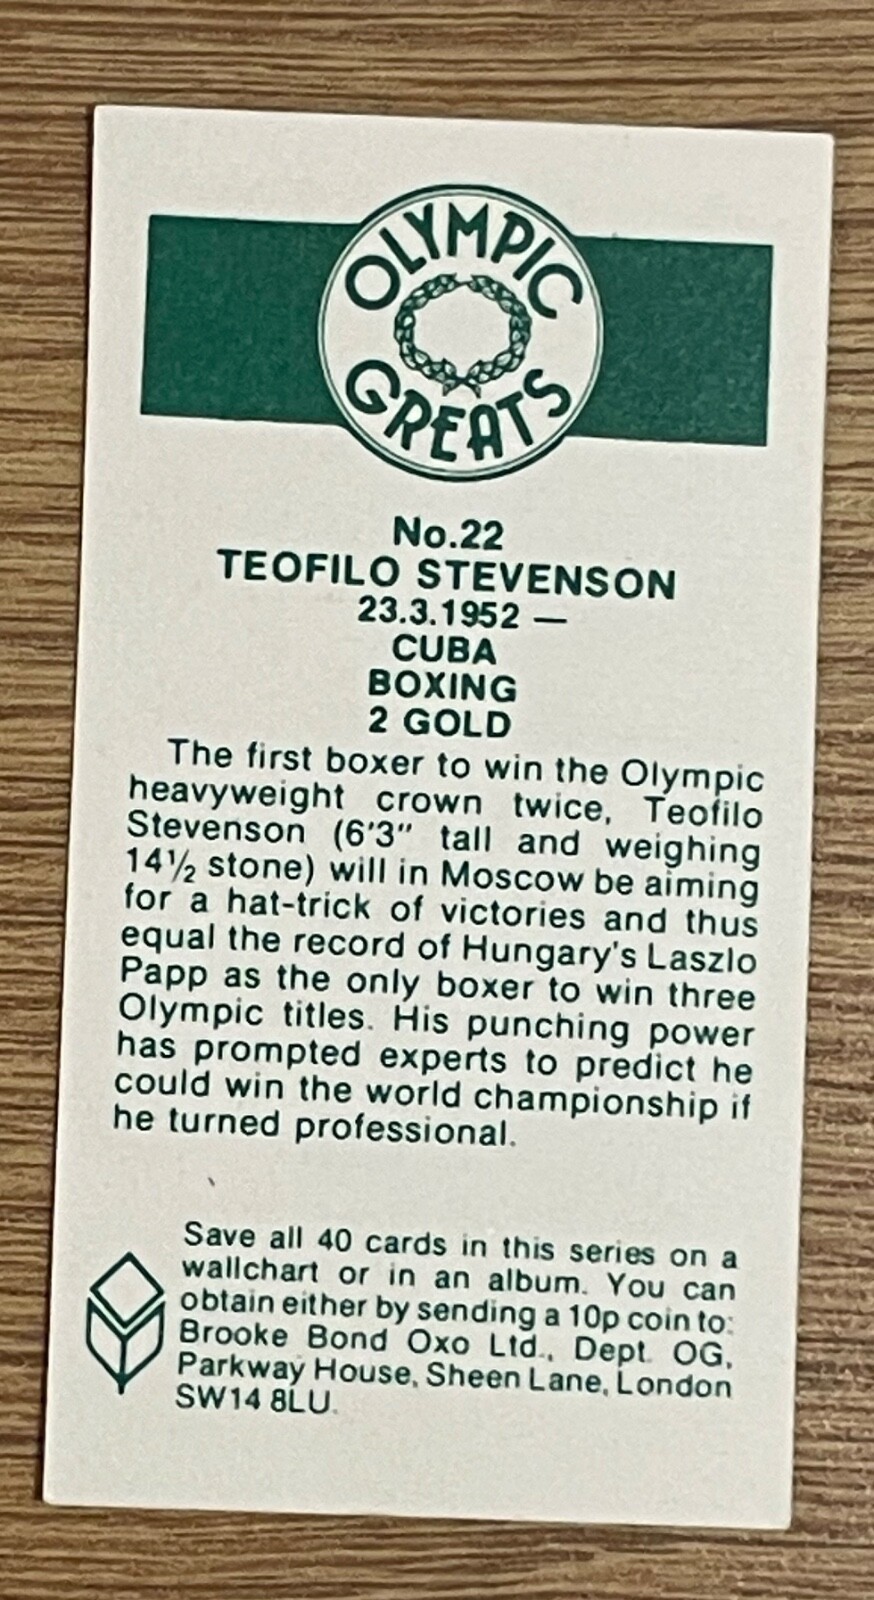 OLYMPIC
GREATS
No.22
TEOFILO STEVENSON
23.3.1952 —
CUBA
BOXING
2 GOLD
The first boxer to win the Olympic
heavyweight crown twice, Teofilo
Stevenson (6'3" tall and weighing
14½ stone) will in Moscow be aiming
for a hat-trick of victories and thus
equal the record of Hungary's Laszlo
Papp as the only boxer to win three
Olympic titles. His punching power
has prompted experts to predict he
could win the world championship if
he turned professional.
Save all 40 cards in this series on a
wallchart or in an album. You can
obtain either by sending a 10p coin to:
Brooke Bond Oxo Ltd., Dept. OG,
Parkway House, Sheen Lane, London
SW14 8LU.